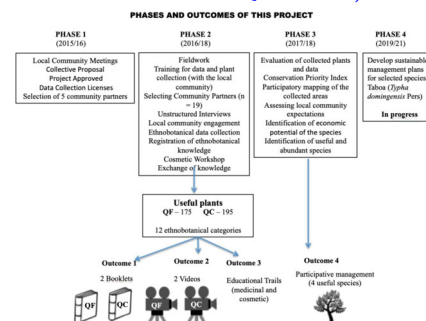 PHASES AND OUTCOMES OF THIS PROJECT
PHASE 1
(2015/16)
Local Community Meetings
Collective Proposal
Project Approved
Data Collection Licenses
Selection of 5 community partners
PHASE 2
(2016/18)
Fieldwork
Training for data and plant
collection (with the local
community)
Selecting Community Partners (n
= 19)
Unstructured Interviews
Local community engagement
Ethnobotanical data collection
Registration of ethnobotanical
knowledge
Cosmetic Workshop
Exchange of knowledge
PHASE 3
(2017/18)
Evaluation of collected plants
and data
Conservation Priority Index
Participatory mapping of the
collected areas
Assessing local community
expectations
Identification of economic
potential of the species
Identification of useful and
abundant species
PHASE 4
(2019/21)
Develop sustainable
management plans
for selected species
Taboa (Typha
domingensis Pers)
In progress
Useful plants
QF – 175 QC – 195
12 ethnobotanical categories
Outcome 1
2 Booklets
QF QC
Outcome 2
2 Videos
QF QC
Outcome 3
Educational Trails
(medicinal and
cosmetic)
Outcome 4
Participative management
(4 useful species)